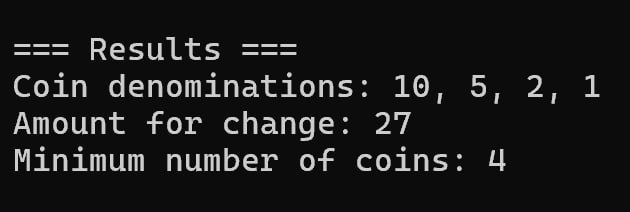 === Results ===
Coin denominations: 10, 5, 2, 1
Amount for change: 27
Minimum number of coins: 4